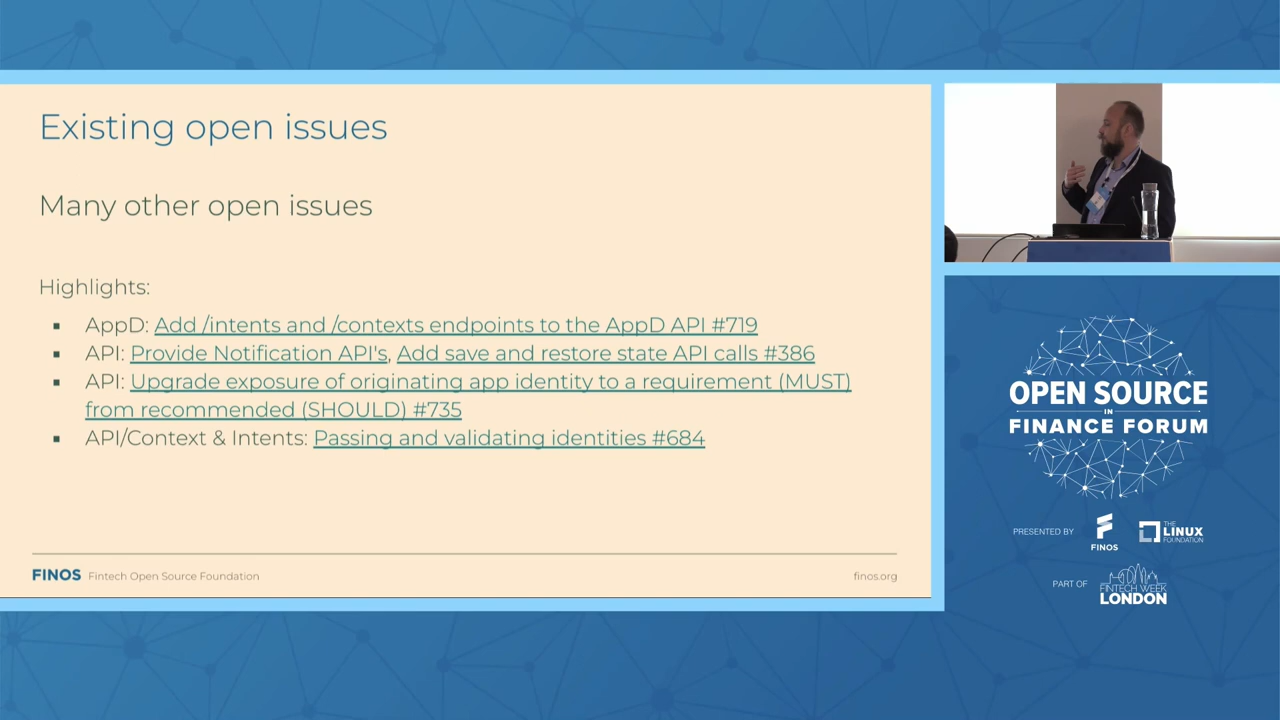 Existing open issues
Many other open issues
Highlights:
▪ AppD: Add /intents and /contexts endpoints to the AppD API #719
▪ API: Provide Notification API's, Add save and restore state API calls #386
▪ API: Upgrade exposure of originating app identity to a requirement (MUST)
from recommended (SHOULD) #735
▪ API/Context & Intents: Passing and validating identities #684
FINOS Fintech Open Source Foundation
finos.org
OPEN SOURCE
IN
FINANCE FORUM
PRESENTED BY
FINOS
THE
LINUX
FOUNDATION
PART OF
FINTECH WEEK
LONDON